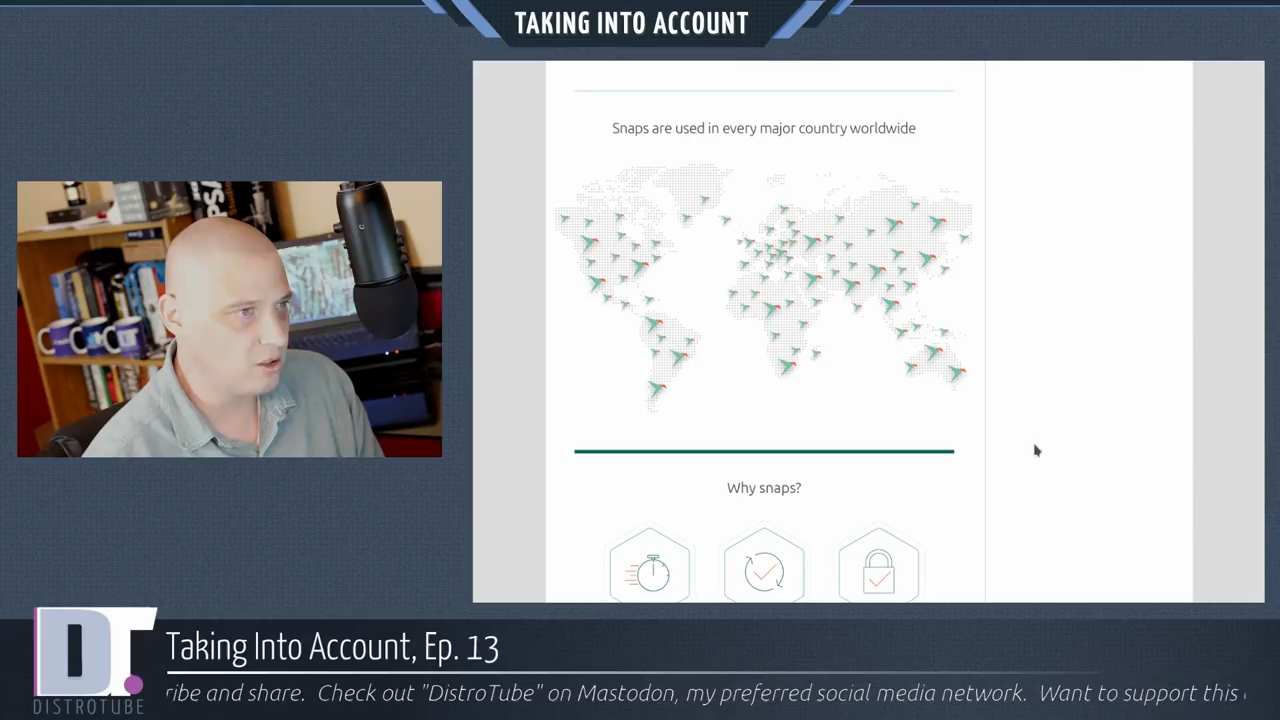 TAKING INTO ACCOUNT
Snaps are used in every major country worldwide
Why snaps?
DT
DISTROTUBE
Taking Into Account, Ep. 13
ribe and share. Check out "DistroTube" on Mastodon, my preferred social media network. Want to support this